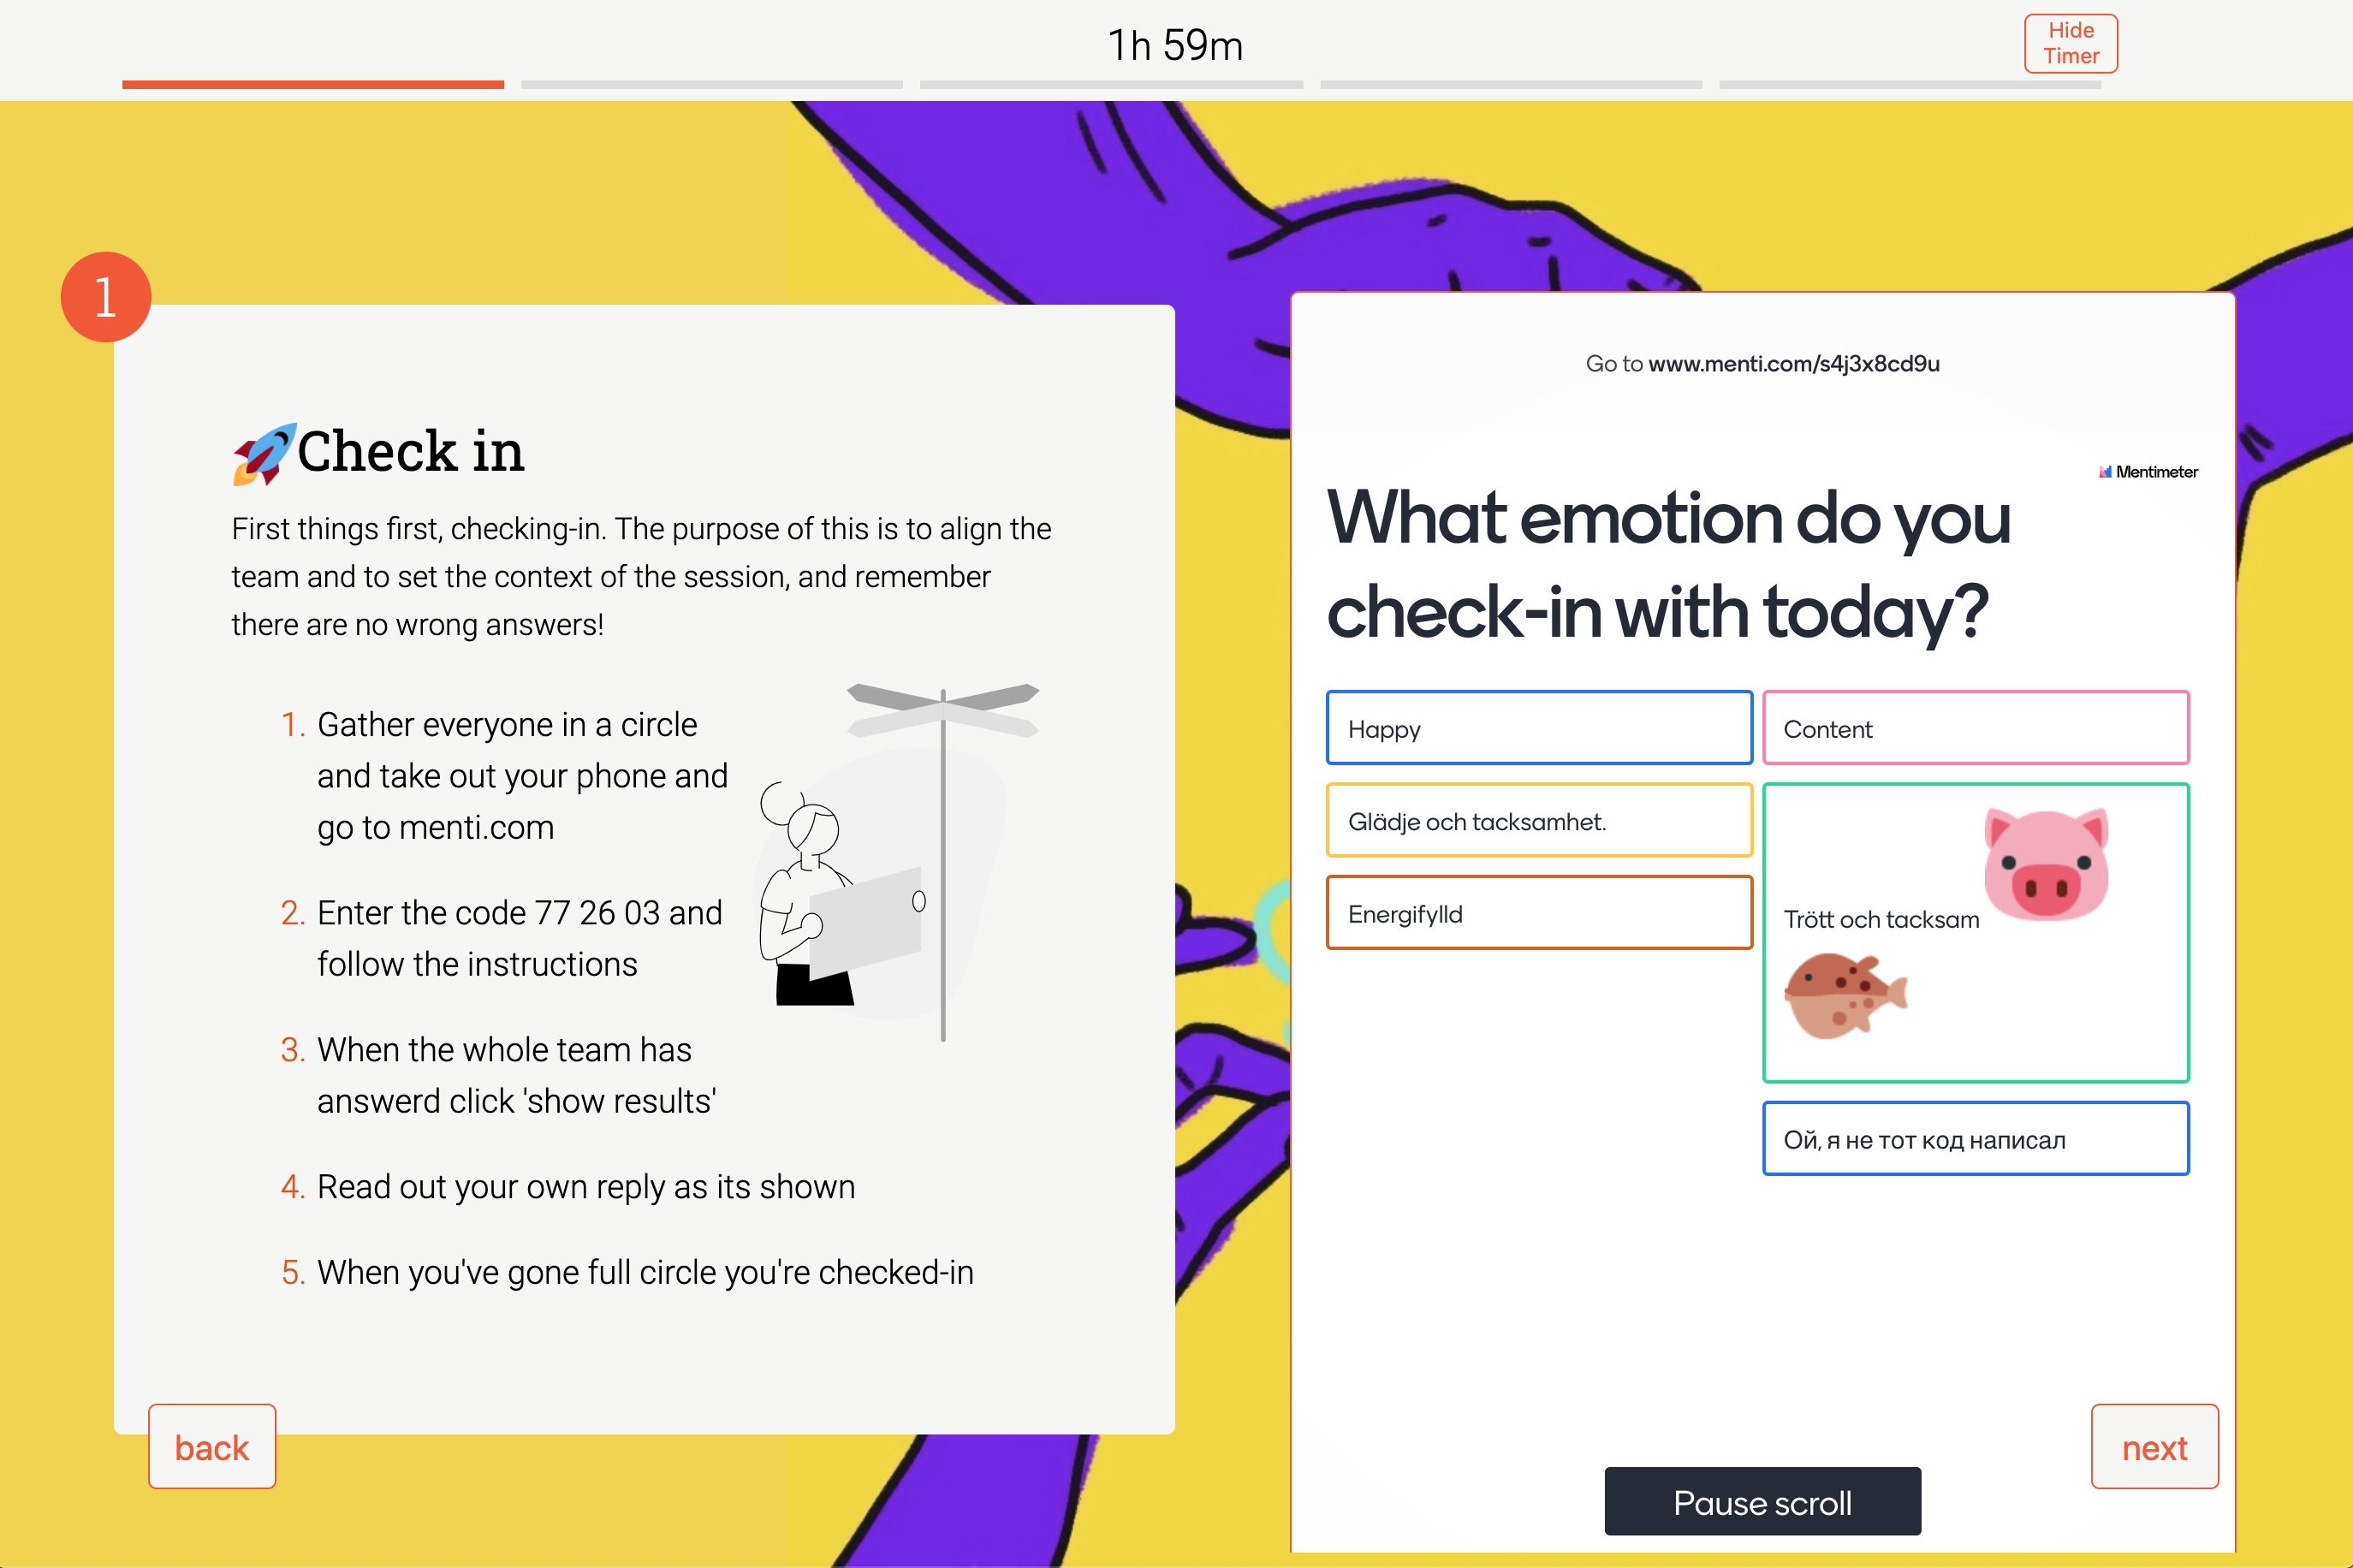 1h 59m
Hide
Timer
1
Check in
First things first, checking-in. The purpose of this is to align the
team and to set the context of the session, and remember
there are no wrong answers!
1. Gather everyone in a circle
and take out your phone and
go to menti.com
2. Enter the code 77 26 03 and
follow the instructions
3. When the whole team has
answerd click 'show results'
4. Read out your own reply as its shown
5. When you've gone full circle you're checked-in
back
Go to www.menti.com/s4j3x8cd9u
Mentimeter
What emotion do you
check-in with today?
Happy
Content
Glädje och tacksamhet.
Trött och tacksam
Energifylld
Ой, я не тот код написал
next
Pause scroll